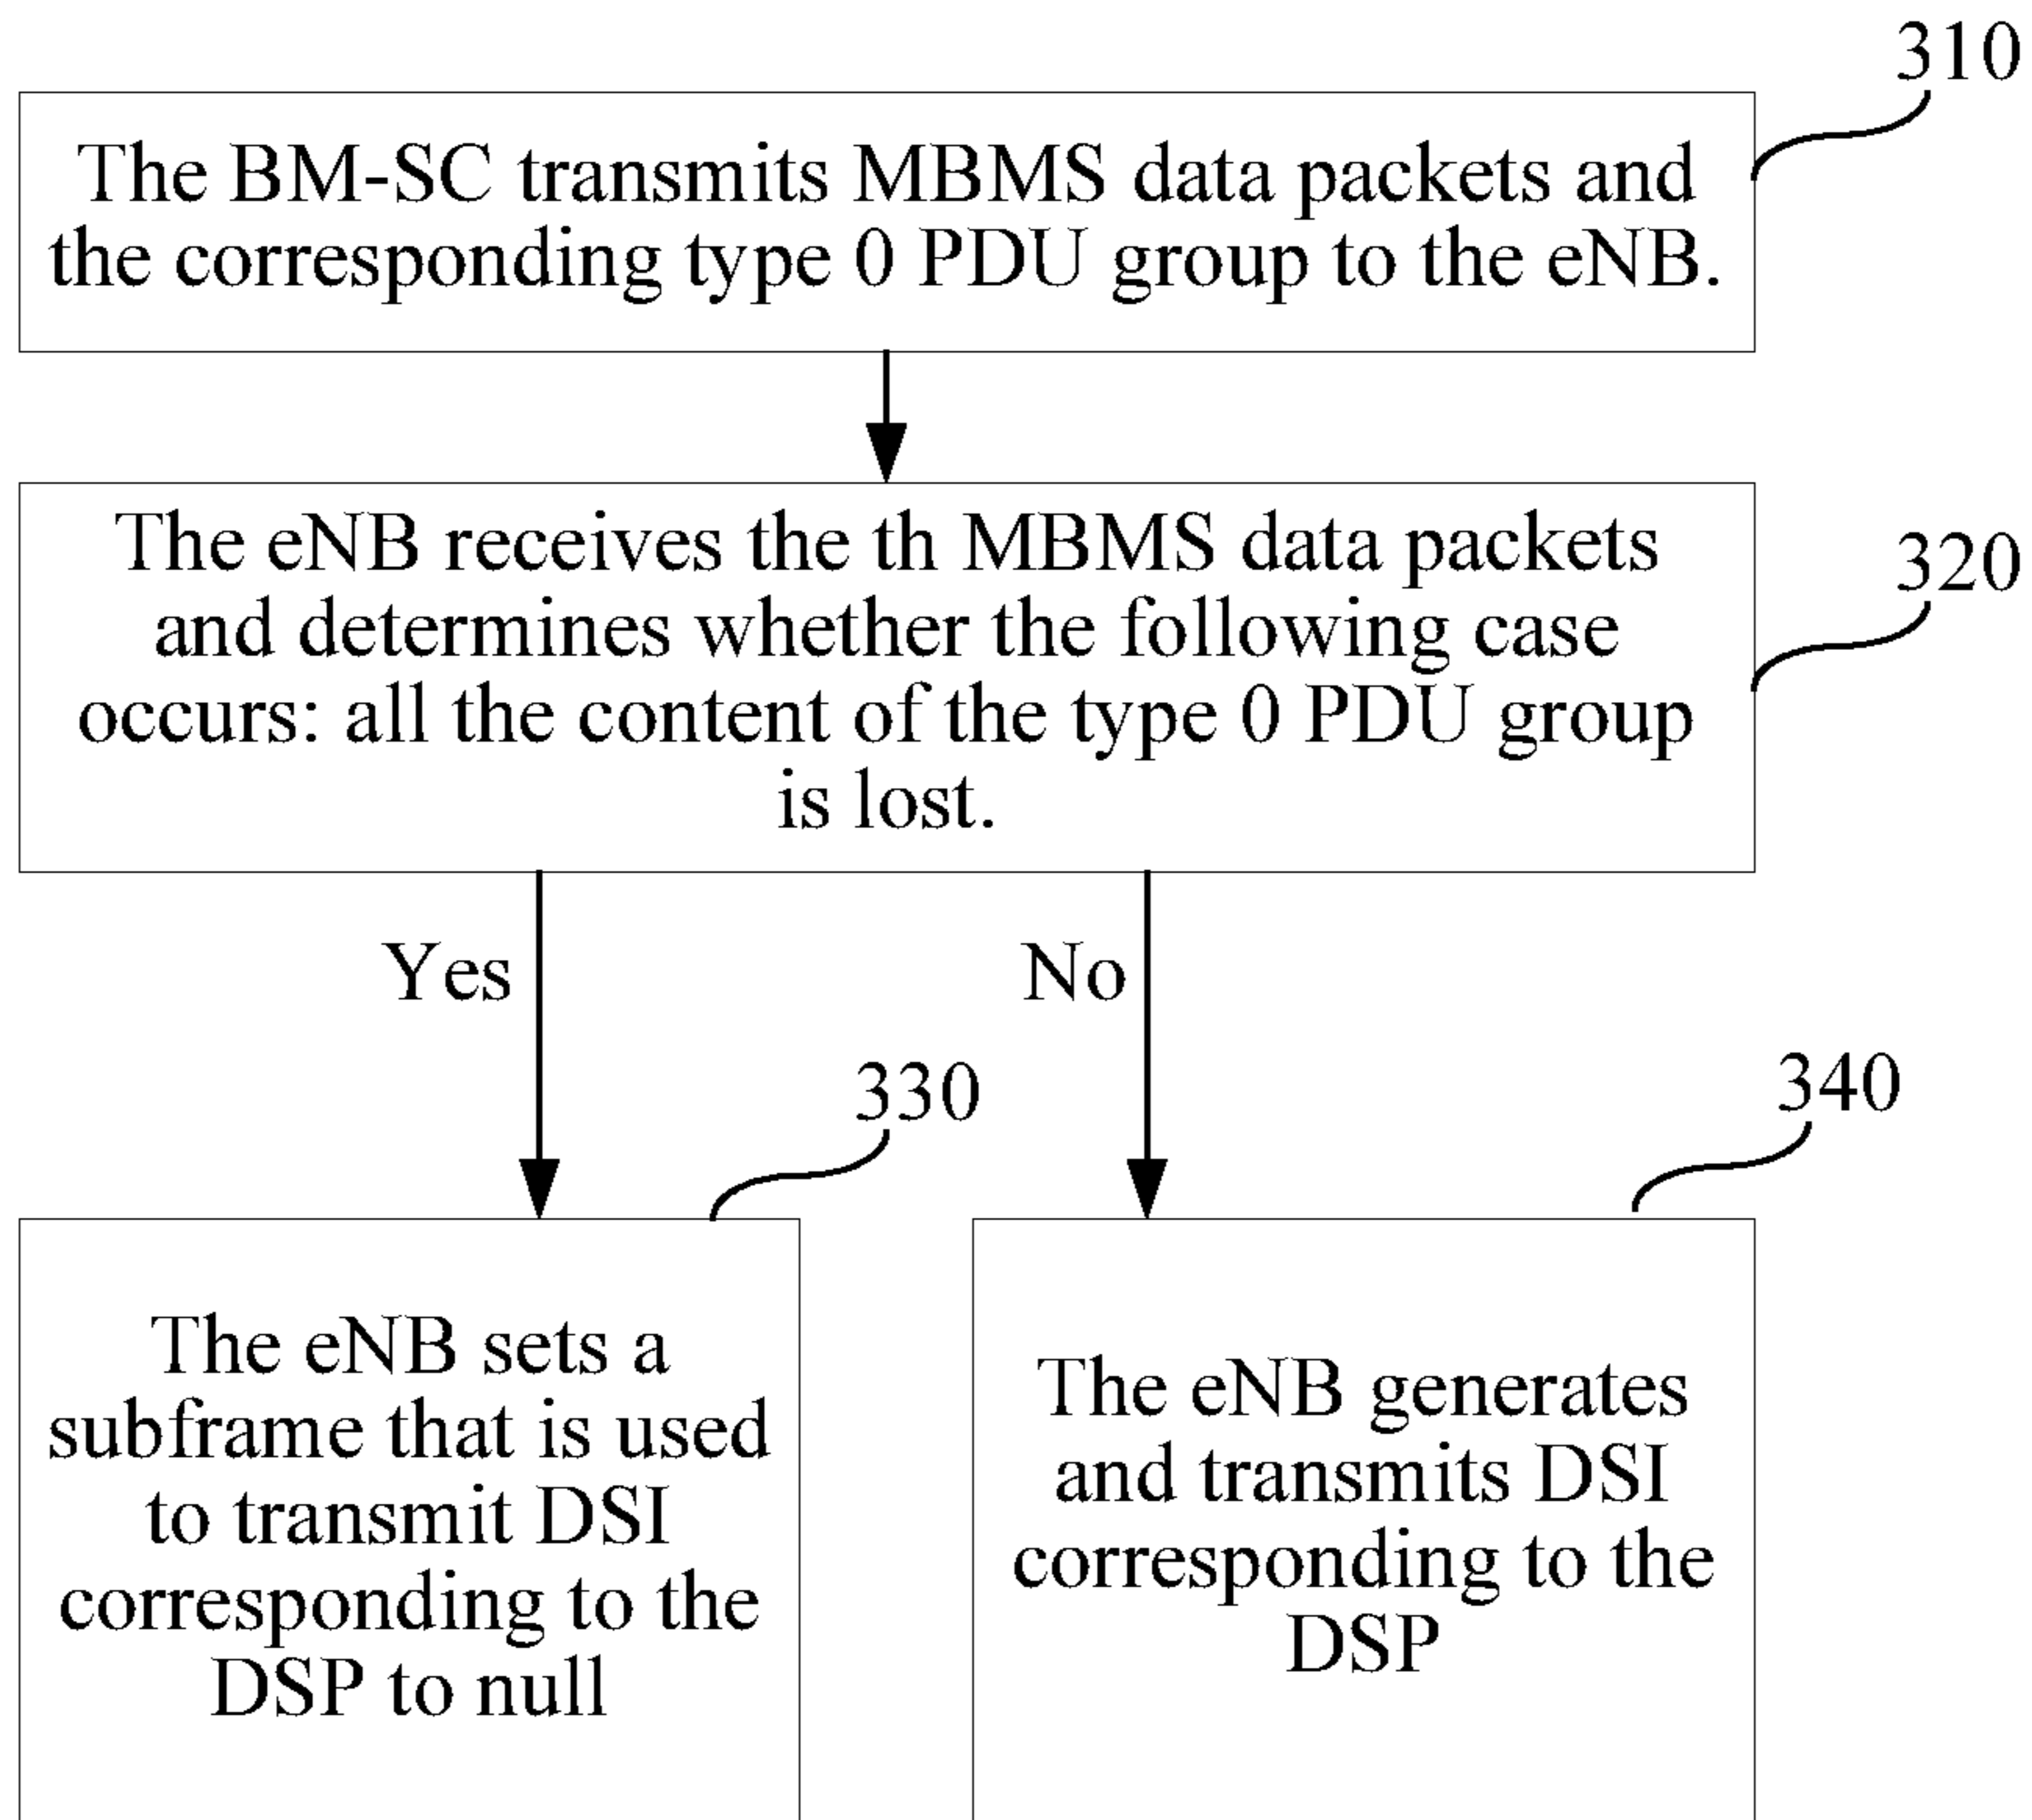 310
The BM-SC transmits MBMS data packets and
the corresponding type 0 PDU group to the eNB.
320
The eNB receives the th MBMS data packets
and determines whether the following case
occurs: all the content of the type 0 PDU group
is lost.
Yes
No
330
340
The eNB sets a
subframe that is used
to transmit DSI
corresponding to the
DSP to null
The eNB generates
and transmits DSI
corresponding to the
DSP